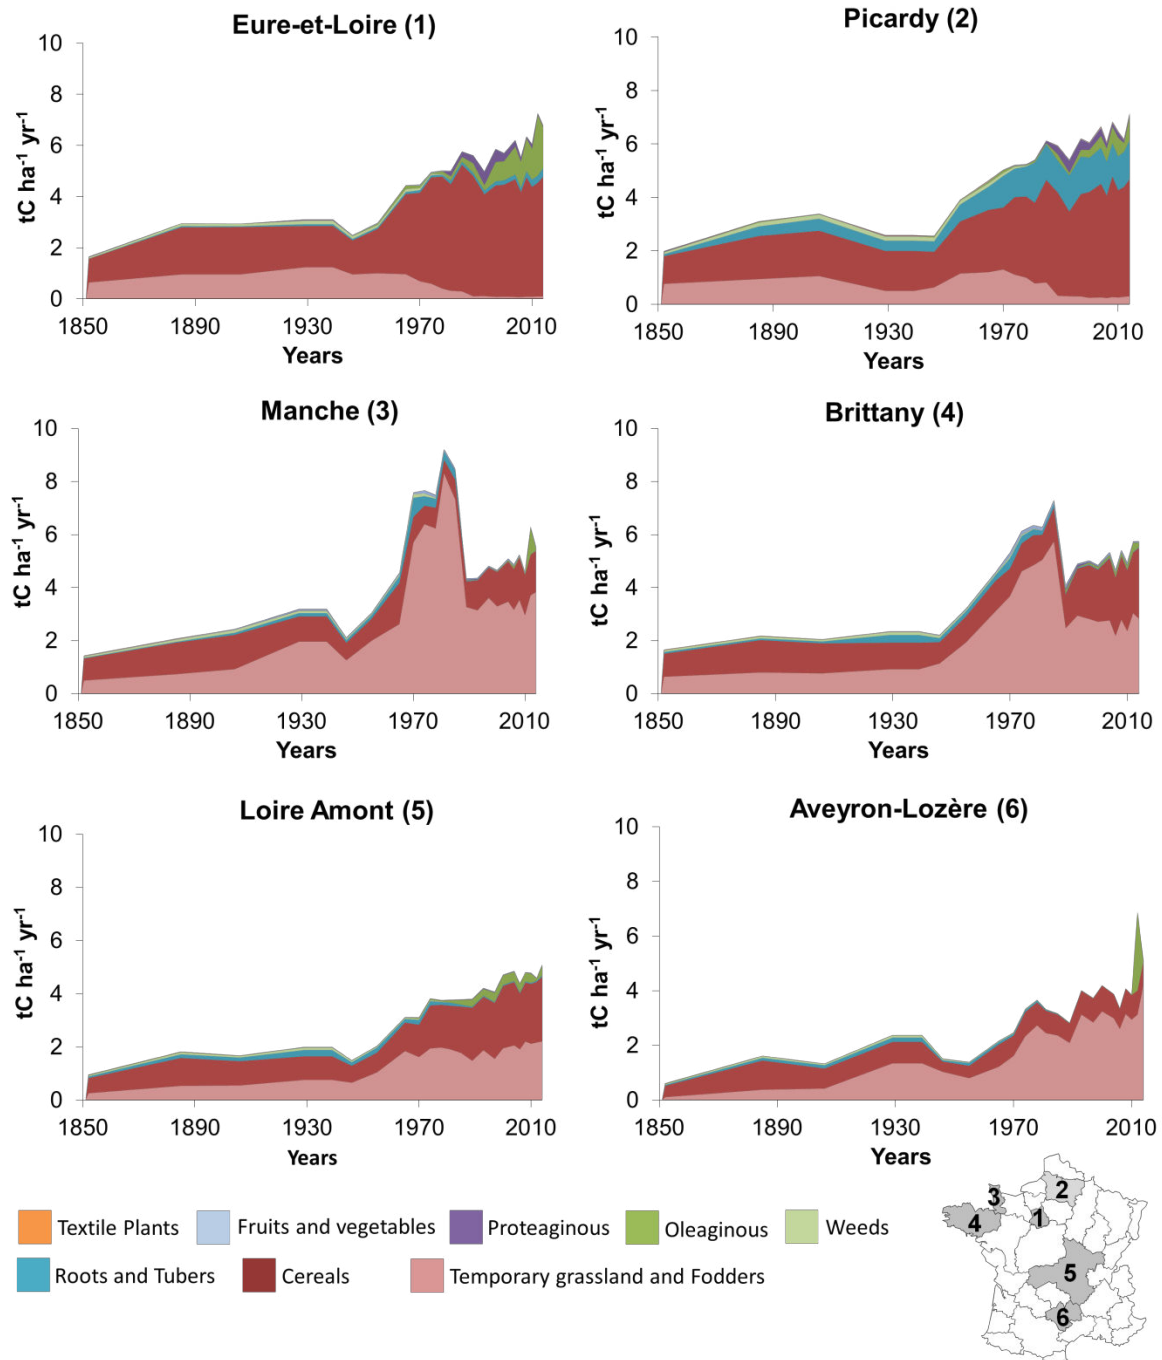 Eure-et-Loire (1)
10
8
6
4
2
0
tC ha⁻¹ yr⁻¹
1850 1890 1930 1970 2010
Years
Picardy (2)
10
8
6
4
2
0
tC ha⁻¹ yr⁻¹
1850 1890 1930 1970 2010
Years
Manche (3)
10
8
6
4
2
0
tC ha⁻¹ yr⁻¹
1850 1890 1930 1970 2010
Years
Brittany (4)
10
8
6
4
2
0
tC ha⁻¹ yr⁻¹
1850 1890 1930 1970 2010
Years
Loire Amont (5)
10
8
6
4
2
0
tC ha⁻¹ yr⁻¹
1850 1890 1930 1970 2010
Years
Aveyron-Lozère (6)
10
8
6
4
2
0
tC ha⁻¹ yr⁻¹
1850 1890 1930 1970 2010
Years
Textile Plants Fruits and vegetables Proteaginous Oleaginous Weeds
Roots and Tubers Cereals Temporary grassland and Fodders
2
3
4
1
5
6